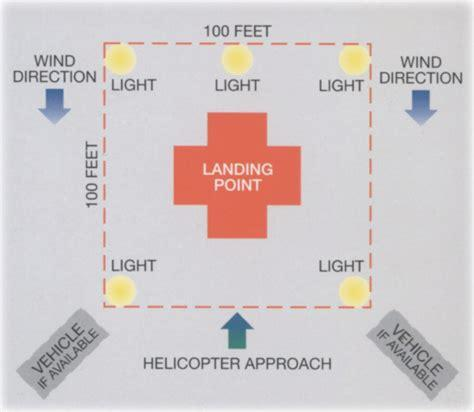 100 FEET
WIND
DIRECTION
WIND
DIRECTION
LIGHT
LIGHT
LIGHT
100 FEET
LANDING
POINT
LIGHT
LIGHT
VEHICLE
IF AVAILABLE
HELICOPTER APPROACH
VEHICLE
IF AVAILABLE